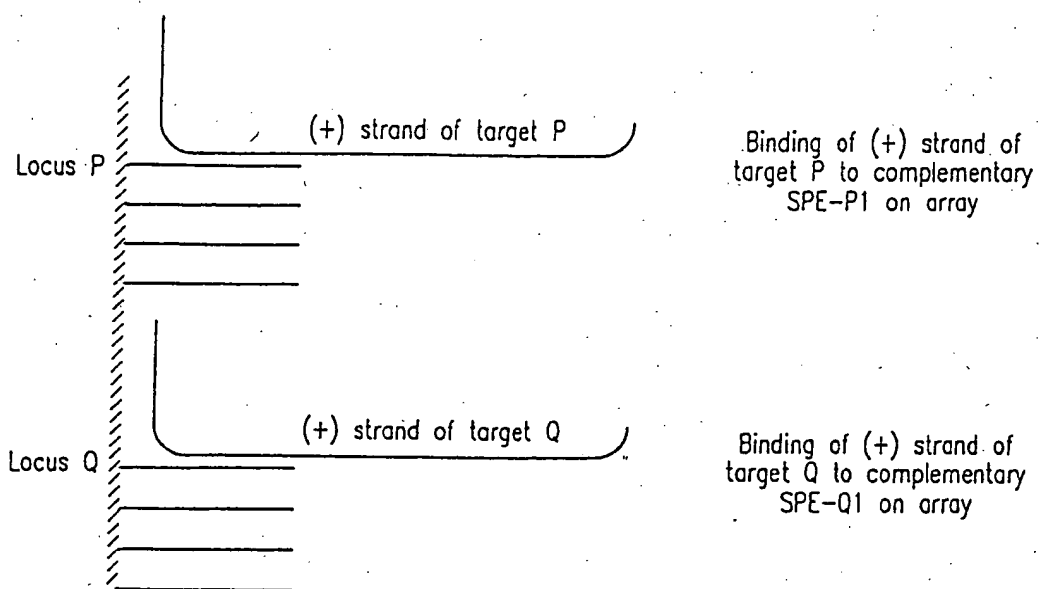 (+) strand of target P
Locus P
Binding of (+) strand of
target P to complementary
SPE-P1 on array
(+) strand of target Q
Locus Q
Binding of (+) strand of
target Q to complementary
SPE-Q1 on array